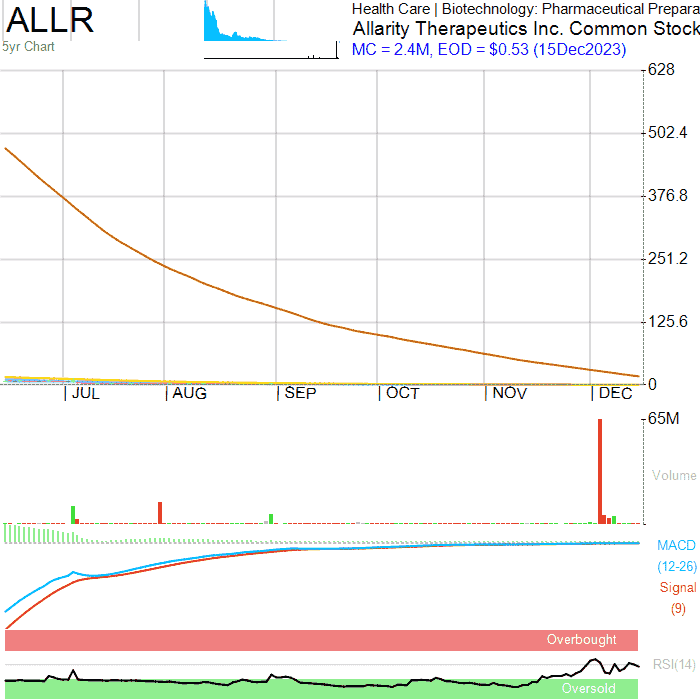 ALLR
5yr Chart
Health Care | Biotechnology: Pharmaceutical Prepara
Allarity Therapeutics Inc. Common Stock
MC = 2.4M, EOD = $0.53 (15Dec2023)
628
502.4
376.8
251.2
125.6
0
JUL AUG SEP OCT NOV DEC
65M
Volume
MACD
(12-26)
Signal
(9)
Overbought
RSI(14)
Oversold